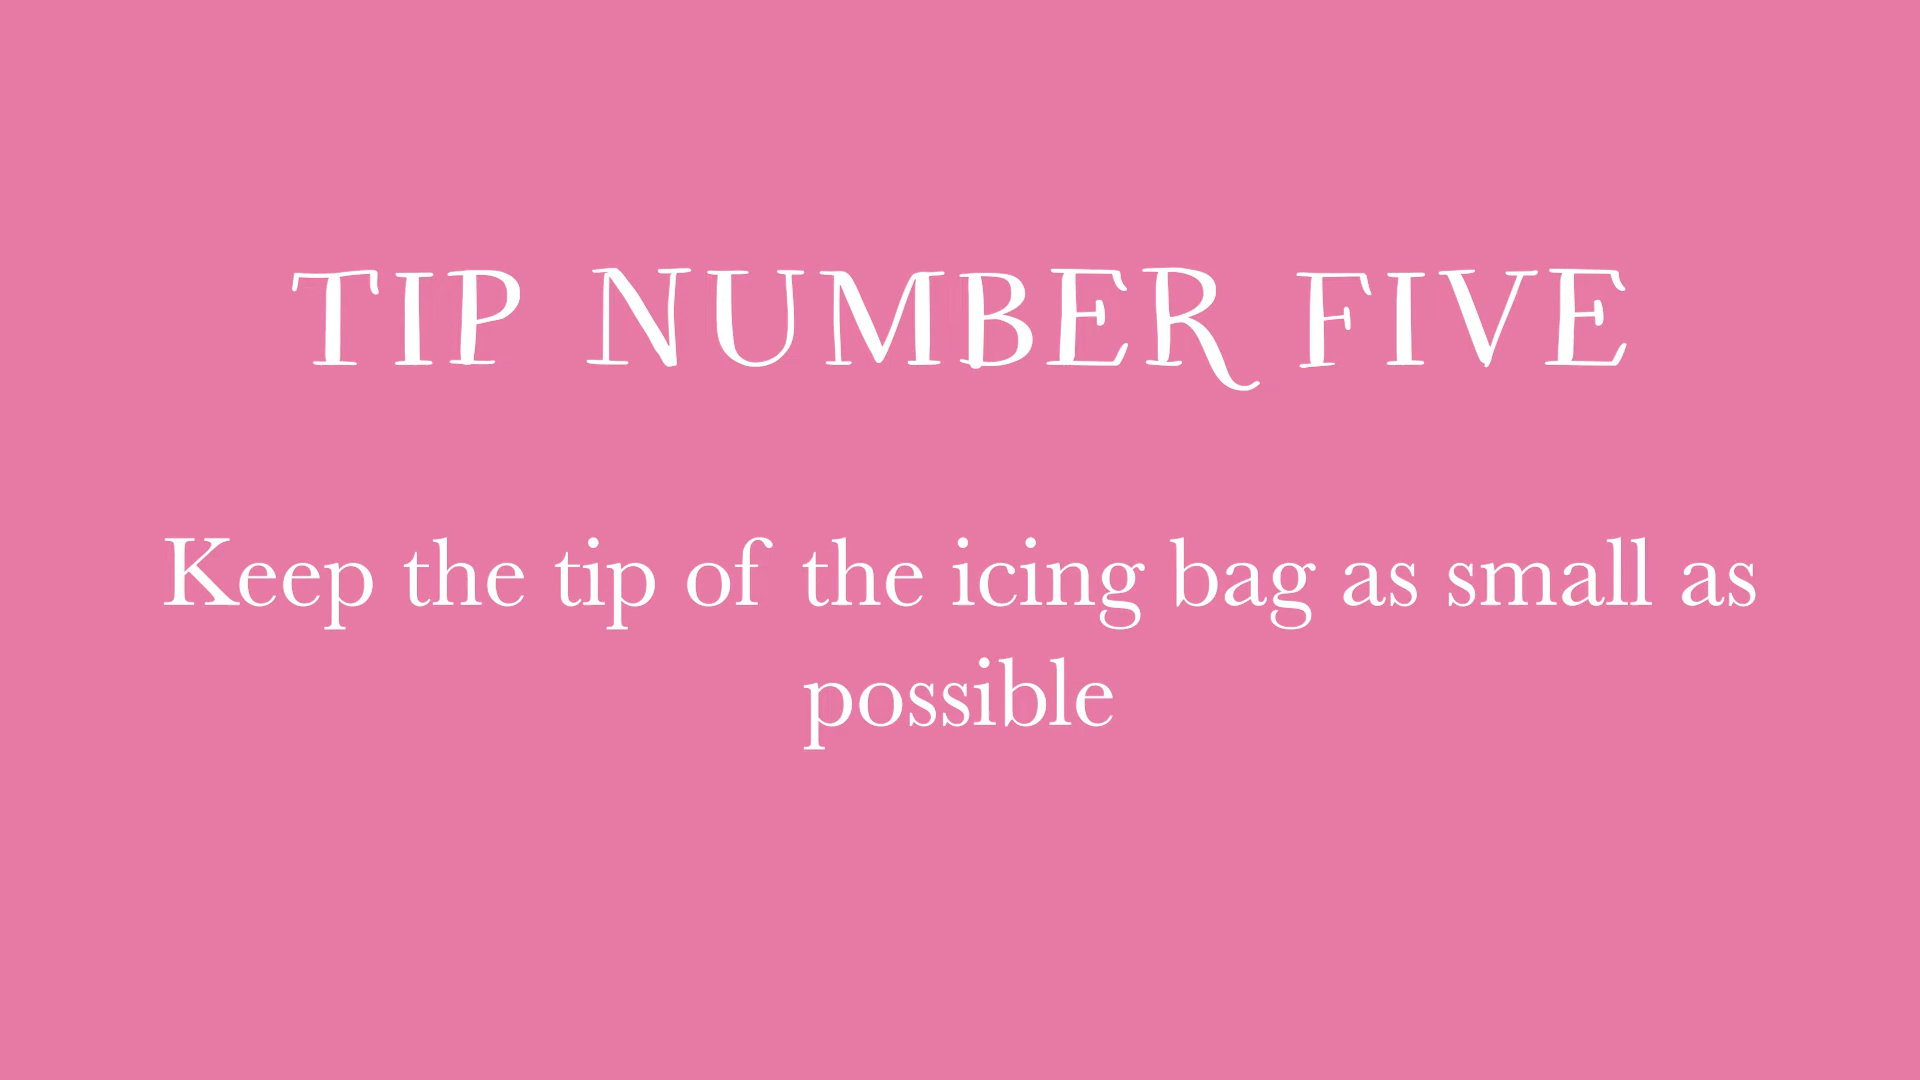 TIP NUMBER FIVE
Keep the tip of the icing bag as small as
possible